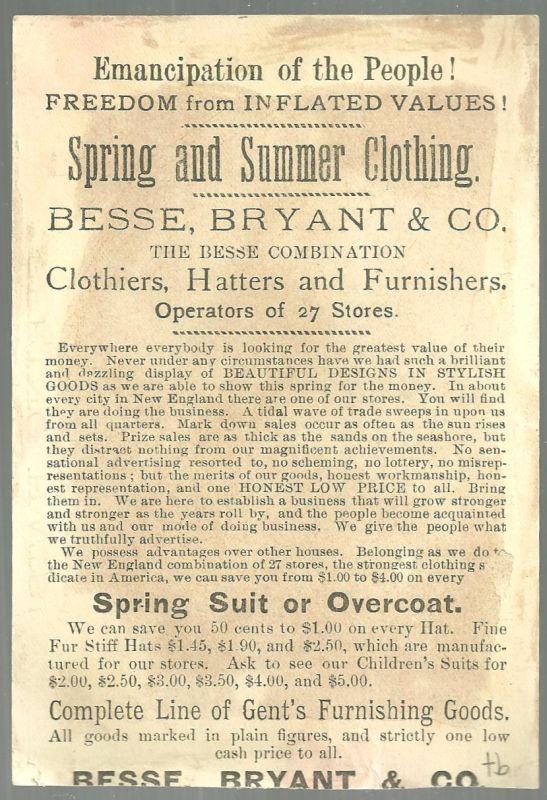 Emancipation of the People!
FREEDOM from INFLATED VALUES!
Spring and Summer Clothing.
BESSE, BRYANT & CO.
THE BESSE COMBINATION
Clothiers, Hatters and Furnishers.
Operators of 27 Stores.
Everywhere everybody is looking for the greatest value of their
money. Never under any circumstances have we had such a brilliant
and dazzling display of BEAUTIFUL DESIGNS IN STYLISH
GOODS as we are able to show this spring for the money. In about
every city in New England there are one of our stores. You will find
they are doing the business. A tidal wave of trade sweeps in upon us
from all quarters. Mark down sales occur as often as the sun rises
and sets. Prize sales are as thick as the sands on the seashore, but
they distract nothing from our magnificent achievements. No sen-
sational advertising resorted to, no scheming, no lottery, no misrep-
resentations; but the merits of our goods, honest workmanship, hon-
est representation, and one HONEST LOW PRICE to all. Bring
them in. We are here to establish a business that will grow stronger
and stronger as the years roll by, and the people become acquainted
with us and our mode of doing business. We give the people what
we truthfully advertise.
We possess advantages over other houses. Belonging as we do
the New England combination of 27 stores, the strongest clothing s
dicate in America, we can save you from $1.00 to $4.00 on every
Spring Suit or Overcoat.
We can save you 50 cents to $1.00 on every Hat. Fine
Fur Stiff Hats $1.45, $1.90, and $2.50, which are manufac-
tured for our stores. Ask to see our Children's Suits for
$2.00, $2.50, $3.00, $3.50, $4.00, and $5.00.
Complete Line of Gent's Furnishing Goods.
All goods marked in plain figures, and strictly one low
cash price to all.
BESSE, BRYANT & CO.
tb